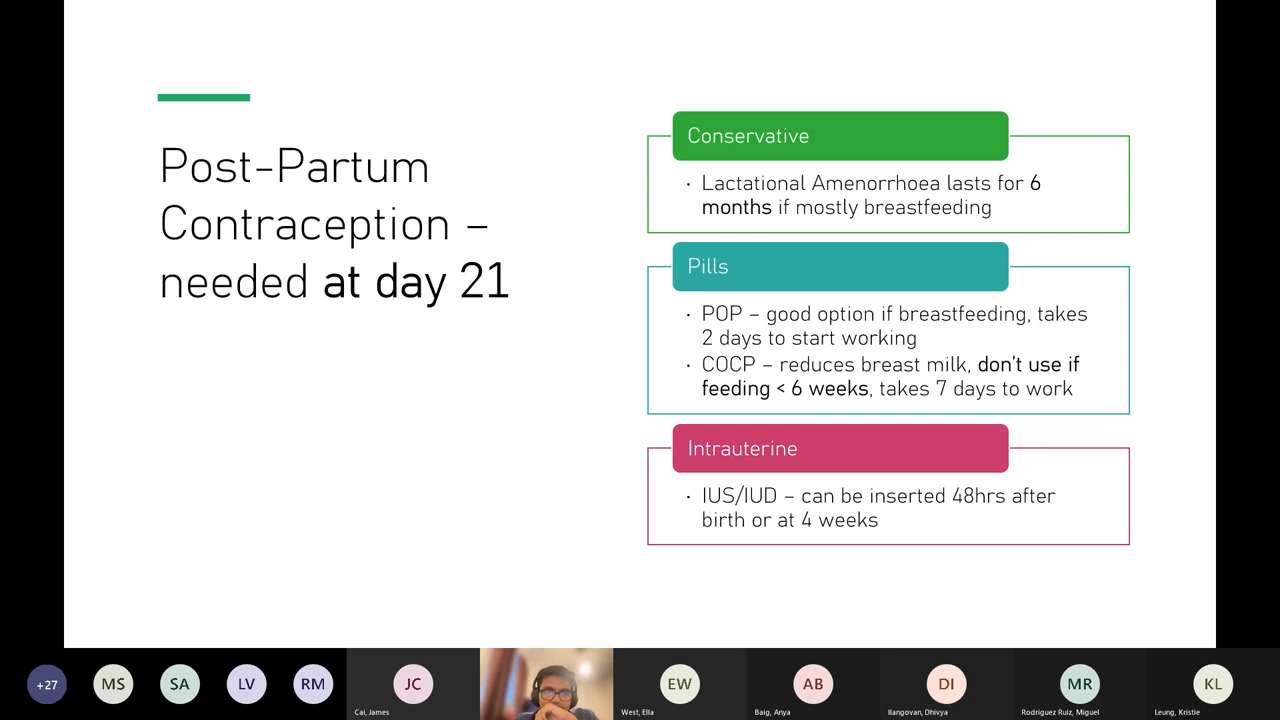 Post-Partum
Contraception –
needed at day 21
Conservative
· Lactational Amenorrhoea lasts for 6
months if mostly breastfeeding
Pills
· POP – good option if breastfeeding, takes
2 days to start working
· COCP – reduces breast milk, don't use if
feeding < 6 weeks, takes 7 days to work
Intrauterine
· IUS/IUD – can be inserted 48hrs after
birth or at 4 weeks
+27
MS
SA
LV
RM
JC
Cai, James
EW
West, Ella
AB
Baig, Anya
DI
Ilangovan, Dhivya
MR
Rodriguez Ruiz, Miguel
KL
Leung, Kristie